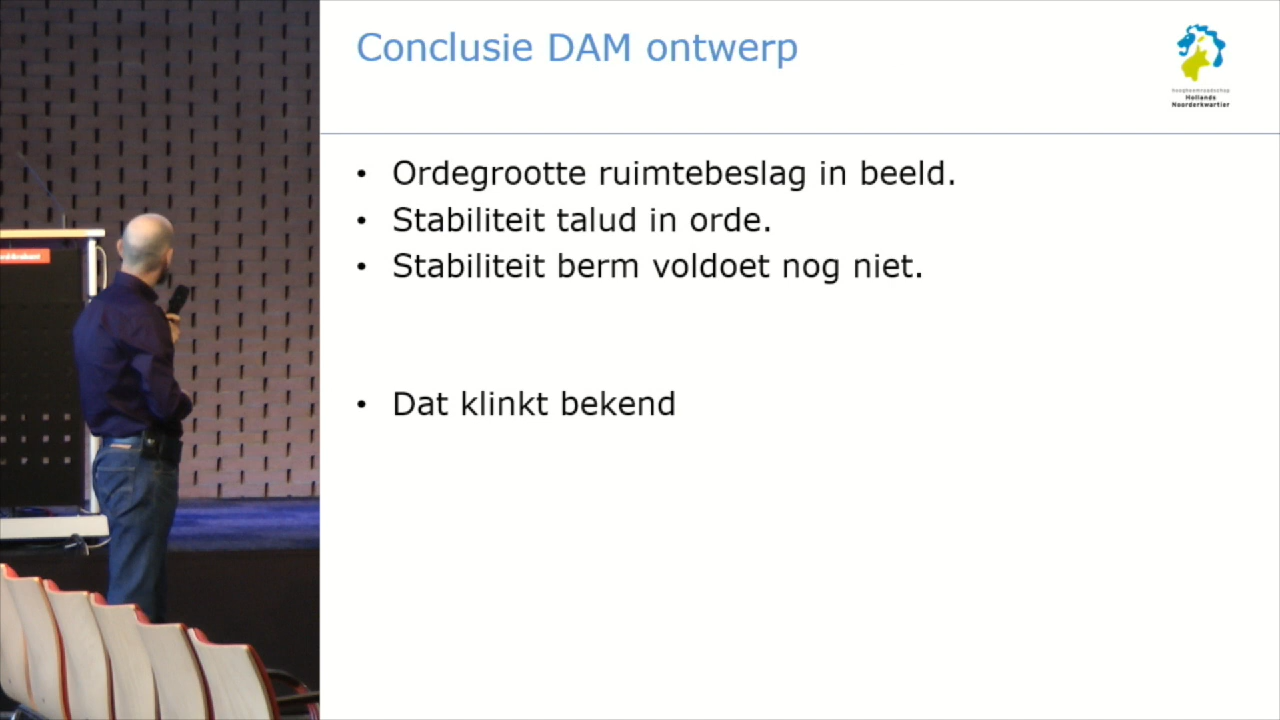 Conclusie DAM ontwerp
hoogheemraadschap
Hollands
Noorderkwartier
• Ordegrootte ruimtebeslag in beeld.
• Stabiliteit talud in orde.
• Stabiliteit berm voldoet nog niet.
• Dat klinkt bekend